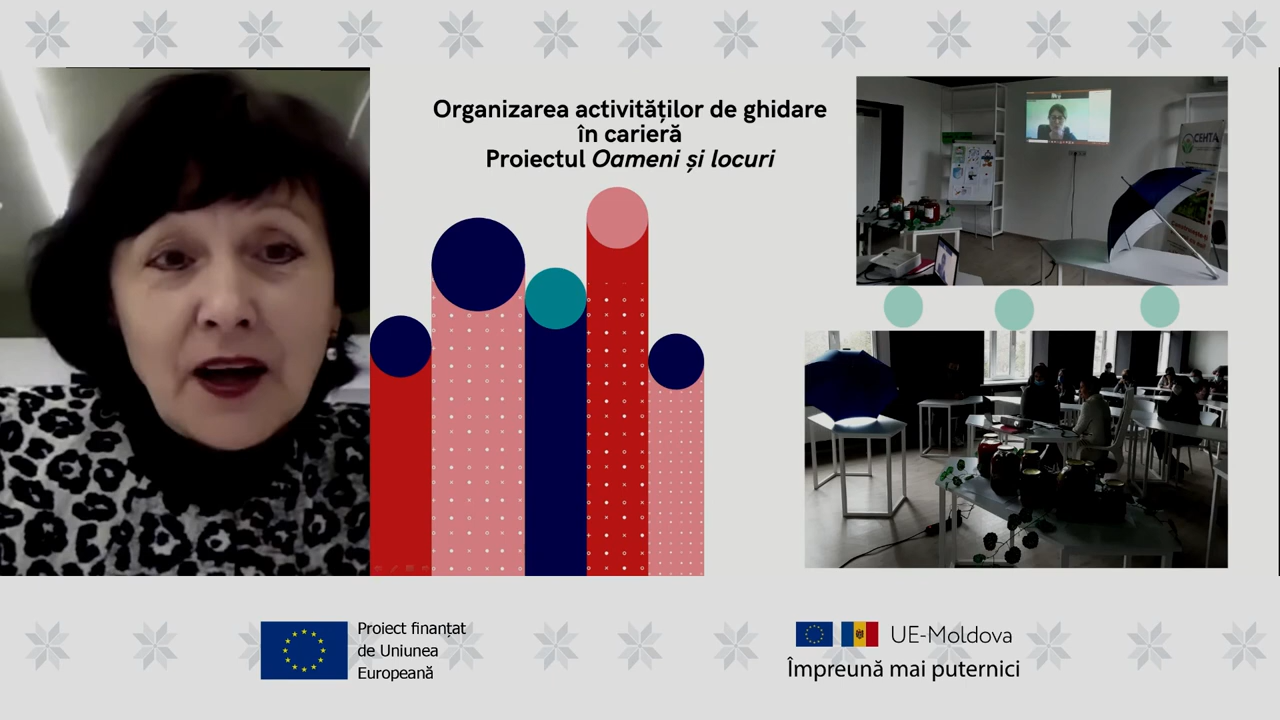 Organizarea activităților de ghidare
în carieră
Proiectul Oameni și locuri
CEHTA
Proiect finanțat
de Uniunea
Europeană
UE-Moldova
Împreună mai puternici